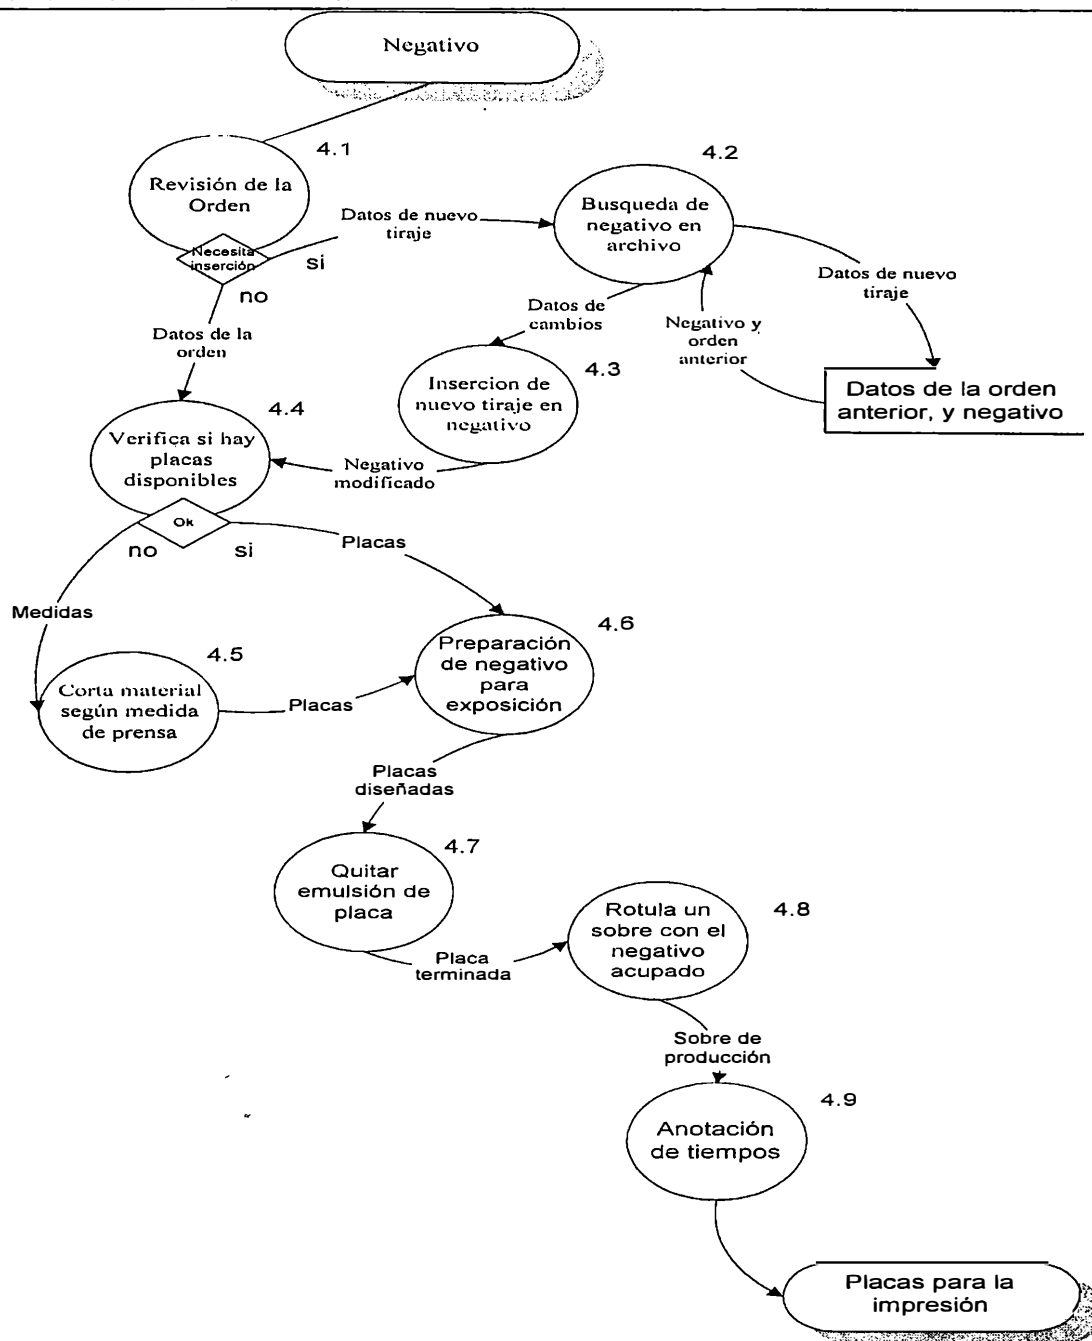 Negativo
4.1
Revisión de la
Orden
Necesita
inserción
si
no
Datos de nuevo
tiraje
4.2
Busqueda de
negativo en
archivo
Datos de nuevo
tiraje
Datos de
cambios
Negativo y
orden
anterior
Datos de la orden
anterior, y negativo
Datos de la
orden
4.3
Insercion de
nuevo tiraje en
negativo
4.4
Verifica si hay
placas
disponibles
Negativo
modificado
Ok
no
si
Placas
Medidas
4.5
Corta material
según medida
de prensa
Placas
4.6
Preparación
de negativo
para
exposición
Placas
diseñadas
4.7
Quitar
emulsión de
placa
Placa
terminada
4.8
Rotula un
sobre con el
negativo
acupado
Sobre de
producción
4.9
Anotación
de tiempos
Placas para la
impresión